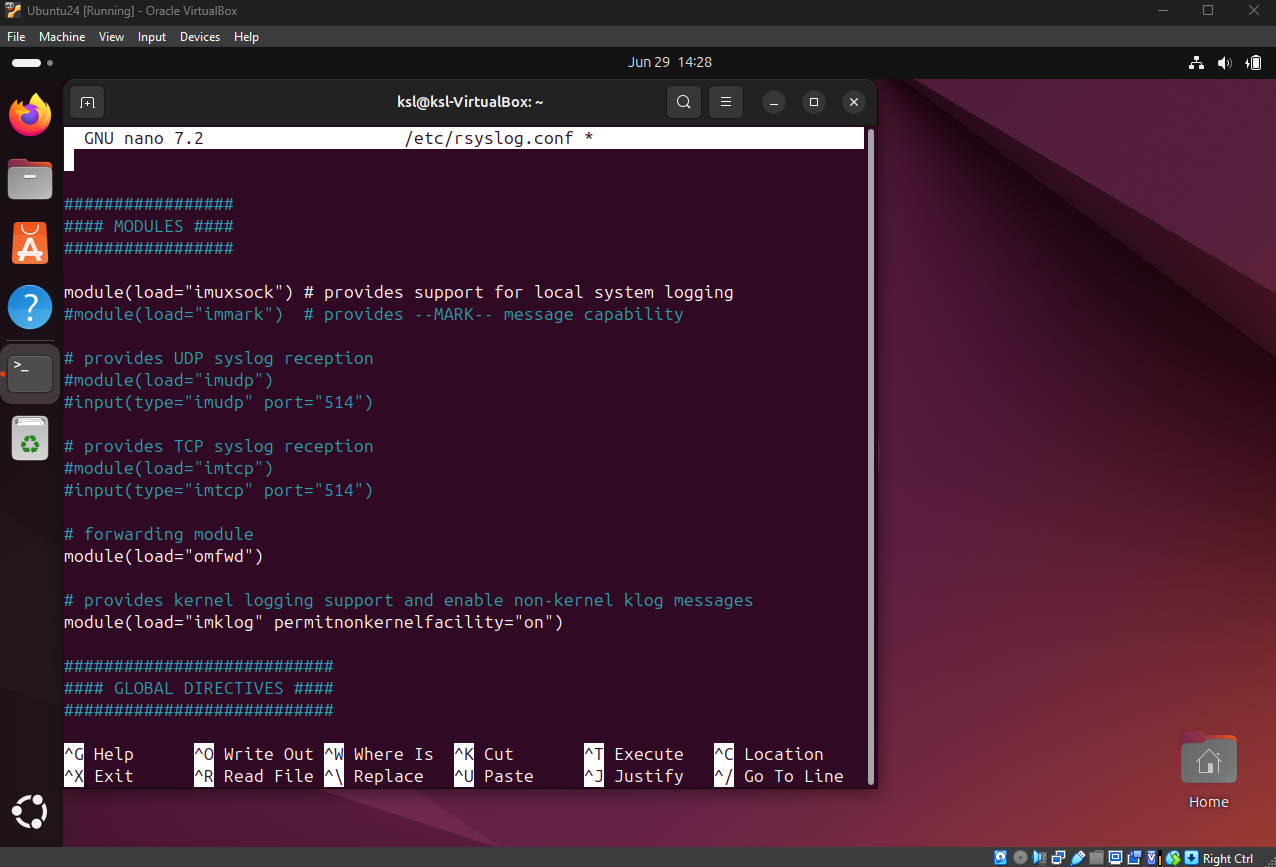 Ubuntu24 [Running] - Oracle VirtualBox
File Machine View Input Devices Help
Jun 29 14:28
ksl@ksl-VirtualBox: ~
GNU nano 7.2 /etc/rsyslog.conf *
#################
#### MODULES ####
#################
module(load="imuxsock") # provides support for local system logging
#module(load="immark")  # provides --MARK-- message capability
# provides UDP syslog reception
#module(load="imudp")
#input(type="imudp" port="514")
# provides TCP syslog reception
#module(load="imtcp")
#input(type="imtcp" port="514")
# forwarding module
module(load="omfwd")
# provides kernel logging support and enable non-kernel klog messages
module(load="imklog" permitnonkernelfacility="on")
###########################
#### GLOBAL DIRECTIVES ####
###########################
^G Help ^O Write Out ^W Where Is ^K Cut ^T Execute ^C Location
^X Exit ^R Read File ^\ Replace ^U Paste ^J Justify ^/ Go To Line
Home
Right Ctrl